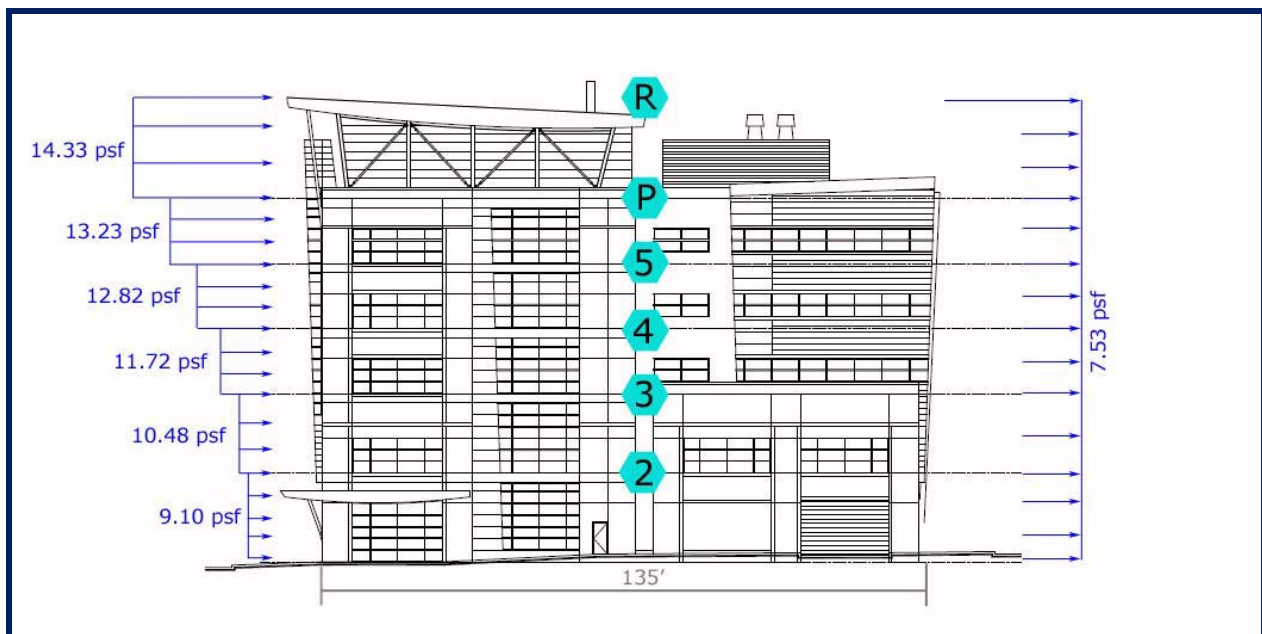 R
14.33 psf
P
13.23 psf
5
12.82 psf
4
7.53 psf
11.72 psf
3
10.48 psf
2
9.10 psf
135'